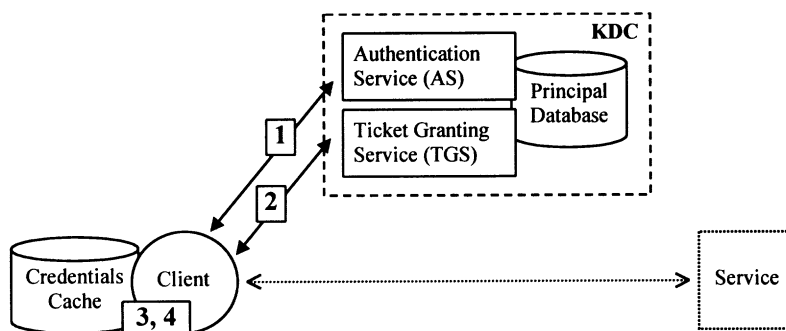 KDC
Authentication
Service (AS)
Principal
Database
Ticket Granting
Service (TGS)
1
2
Credentials
Cache
Client
3, 4
Service